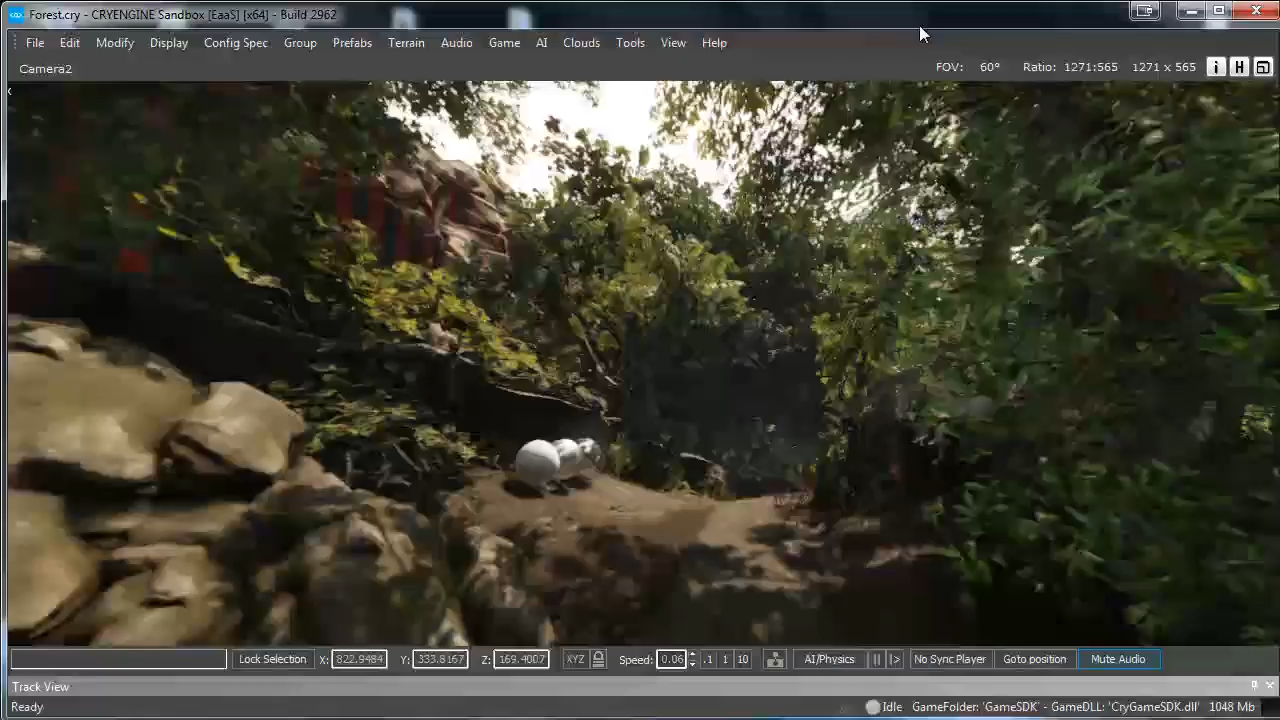 Forest.cry - CRYENGINE Sandbox [EaaS] [x64] - Build 2962
File Edit Modify Display Config Spec Group Prefabs Terrain Audio Game AI Clouds Tools View Help
Camera2 FOV: 60° Ratio: 1271:565 1271 x 565 i H
Lock Selection X: 822.9484 Y: 333.8167 Z: 169.4007 XYZ Speed: 0.06 .1 1 10 AI/Physics No Sync Player Goto position Mute Audio
Track View
Ready Idle GameFolder: 'GameSDK' - GameDLL: 'CryGameSDK.dll' 1048 Mb